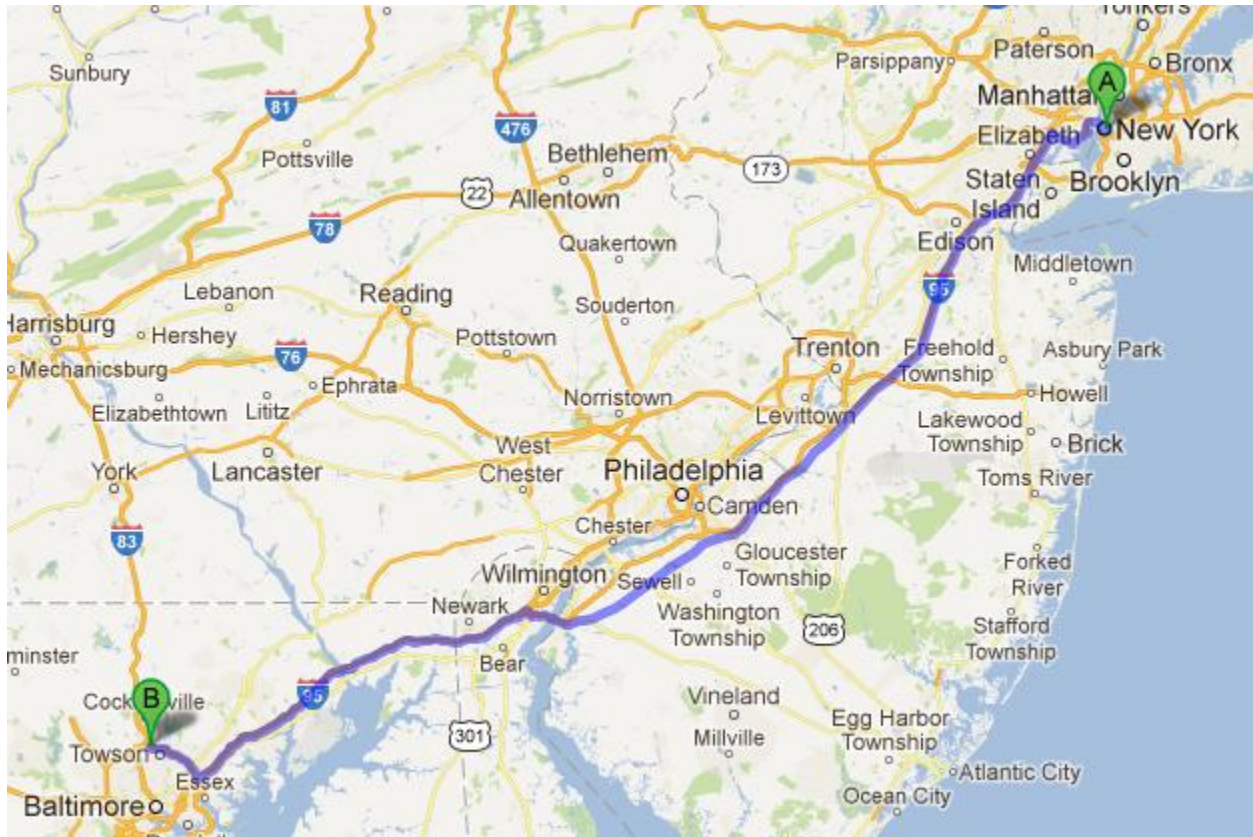 Yonkers
Paterson
Parsippany
Bronx
Sunbury
81
A
Manhattan
476
New York
Elizabeth
Pottsville
Bethlehem
173
Brooklyn
22
Allentown
Staten
Island
78
Edison
Quakertown
Middletown
95
Lebanon
Reading
Souderton
Harrisburg
Hershey
Pottstown
Trenton
Freehold
Township
Asbury Park
76
Mechanicsburg
Ephrata
Howell
Elizabethtown
Lititz
Norristown
Levittown
Lakewood
Township
Brick
West
Chester
York
Lancaster
Philadelphia
Toms River
Camden
83
Chester
Gloucester
Township
Forked
River
Wilmington
Sewell
Newark
Washington
Township
206
Stafford
Township
minster
Bear
95
B
Cock
ville
Vineland
Egg Harbor
Township
301
Millville
Towson
Essex
Atlantic City
Baltimore
Ocean City